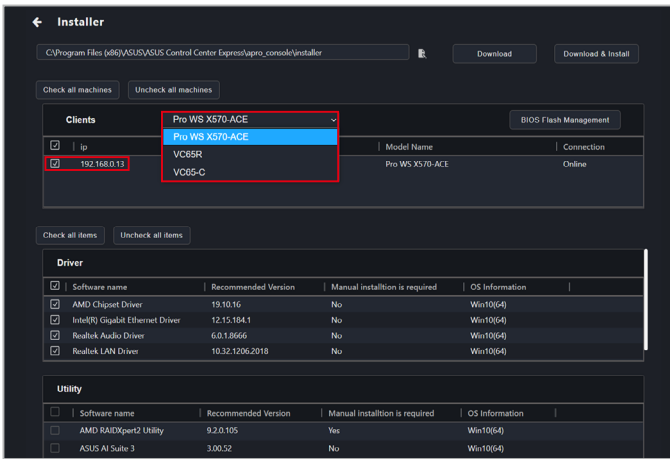 Installer
C:\Program Files (x86)\ASUS\ASUS Control Center Express\apro_console\installer
Download
Download & Install
Check all machines
Uncheck all machines
Clients
Pro WS X570-ACE
BIOS Flash Management
Pro WS X570-ACE
VC65R
VC65-C
ip
Model Name
Connection
192.168.0.13
Pro WS X570-ACE
Online
Check all items
Uncheck all items
Driver
Software name | Recommended Version | Manual installtion is required | OS Information |
AMD Chipset Driver 19.10.16 No Win10(64)
Intel(R) Gigabit Ethernet Driver 12.15.184.1 No Win10(64)
Realtek Audio Driver 6.0.1.8666 No Win10(64)
Realtek LAN Driver 10.32.1206.2018 No Win10(64)
Utility
Software name | Recommended Version | Manual installtion is required | OS Information |
AMD RAIDXpert2 Utility 9.2.0.105 Yes Win10(64)
ASUS AI Suite 3 3.00.52 No Win10(64)